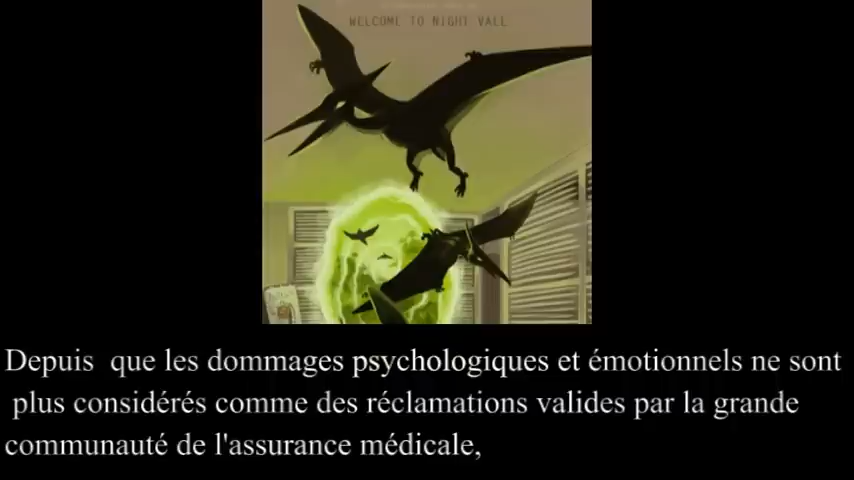 WELCOME TO NIGHT VALE
Depuis que les dommages psychologiques et émotionnels ne sont
plus considérés comme des réclamations valides par la grande
communauté de l'assurance médicale,